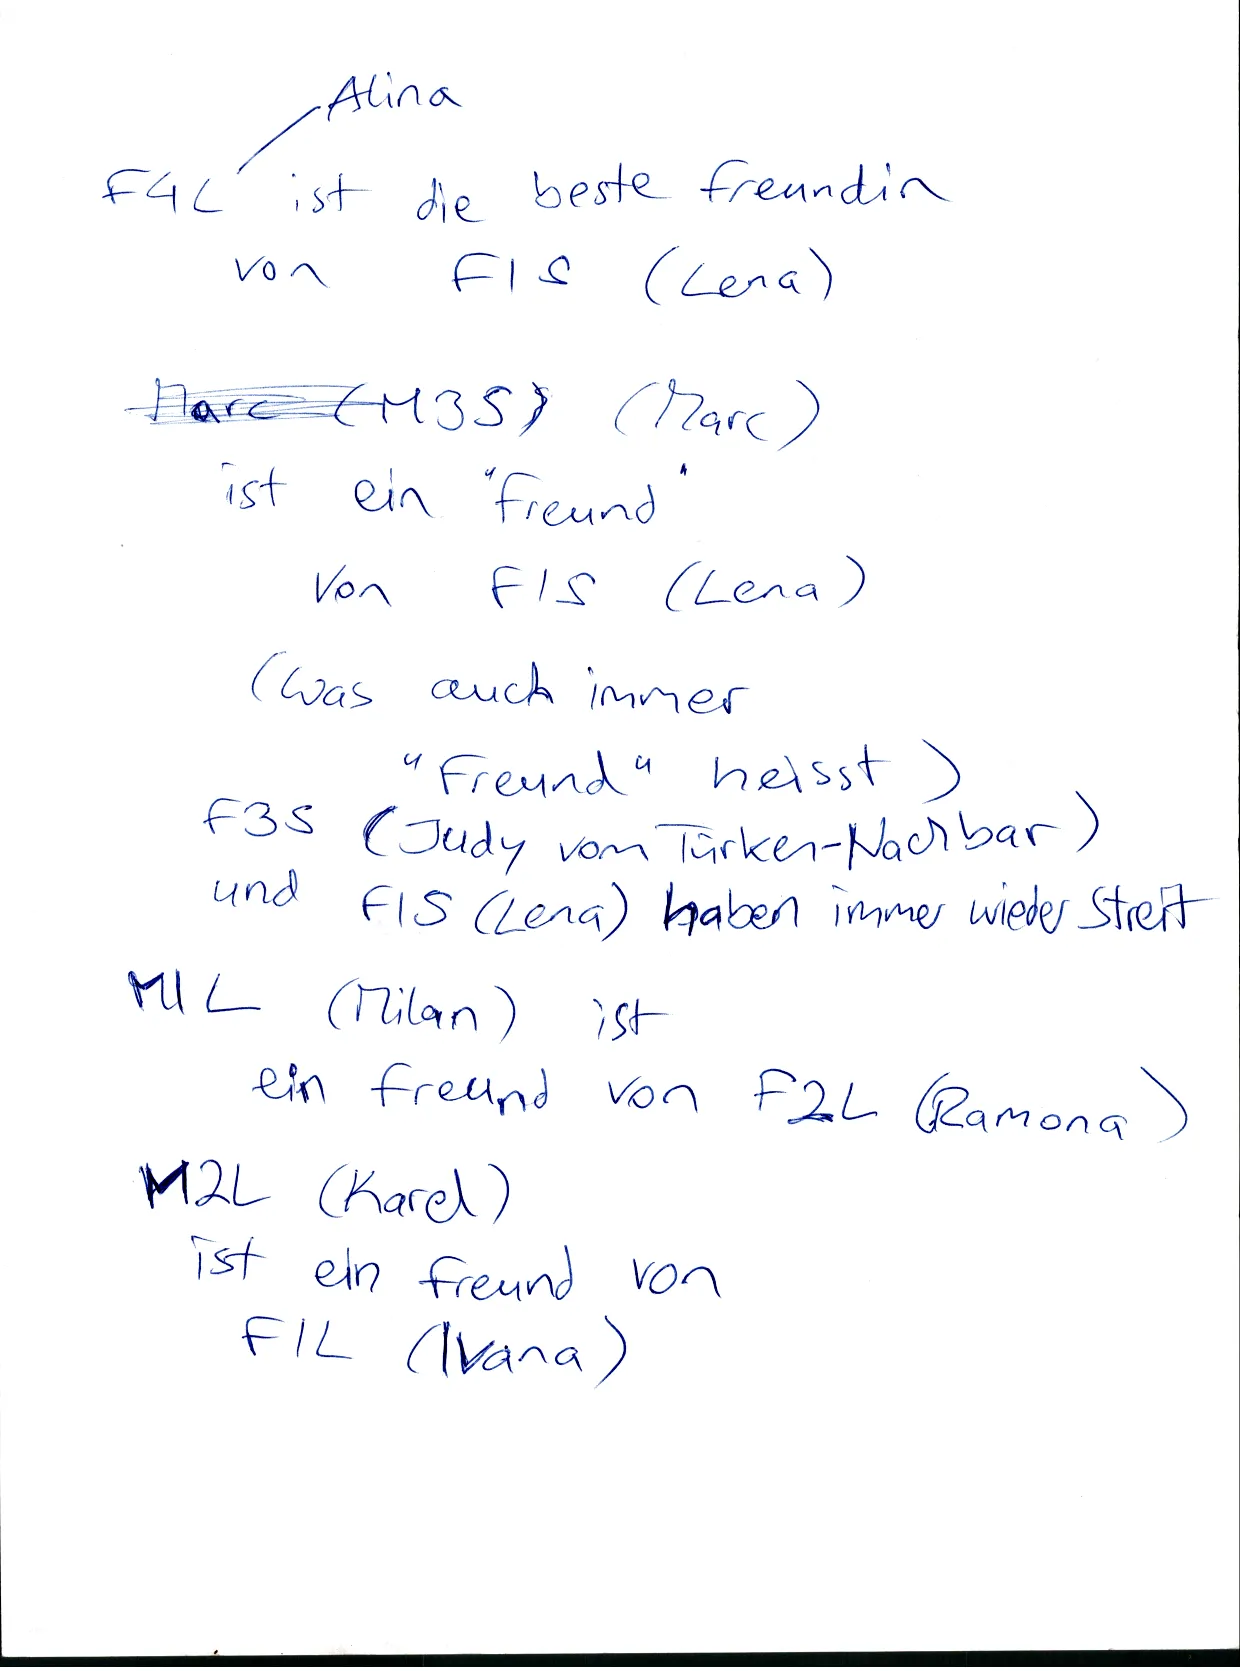 Alina
F4L ist die beste Freundin
von F1S (Lena)
Marc (M3S) (Marc)
ist ein "Freund"
von F1S (Lena)
(was auch immer
"Freund" heisst)
F3S (Judy vom Türken-Nachbar)
und F1S (Lena) haben immer wieder Streit
M1L (Milan) ist
ein Freund von F2L (Ramona)
M2L (Karel)
ist ein Freund von
F1L (Ivana)